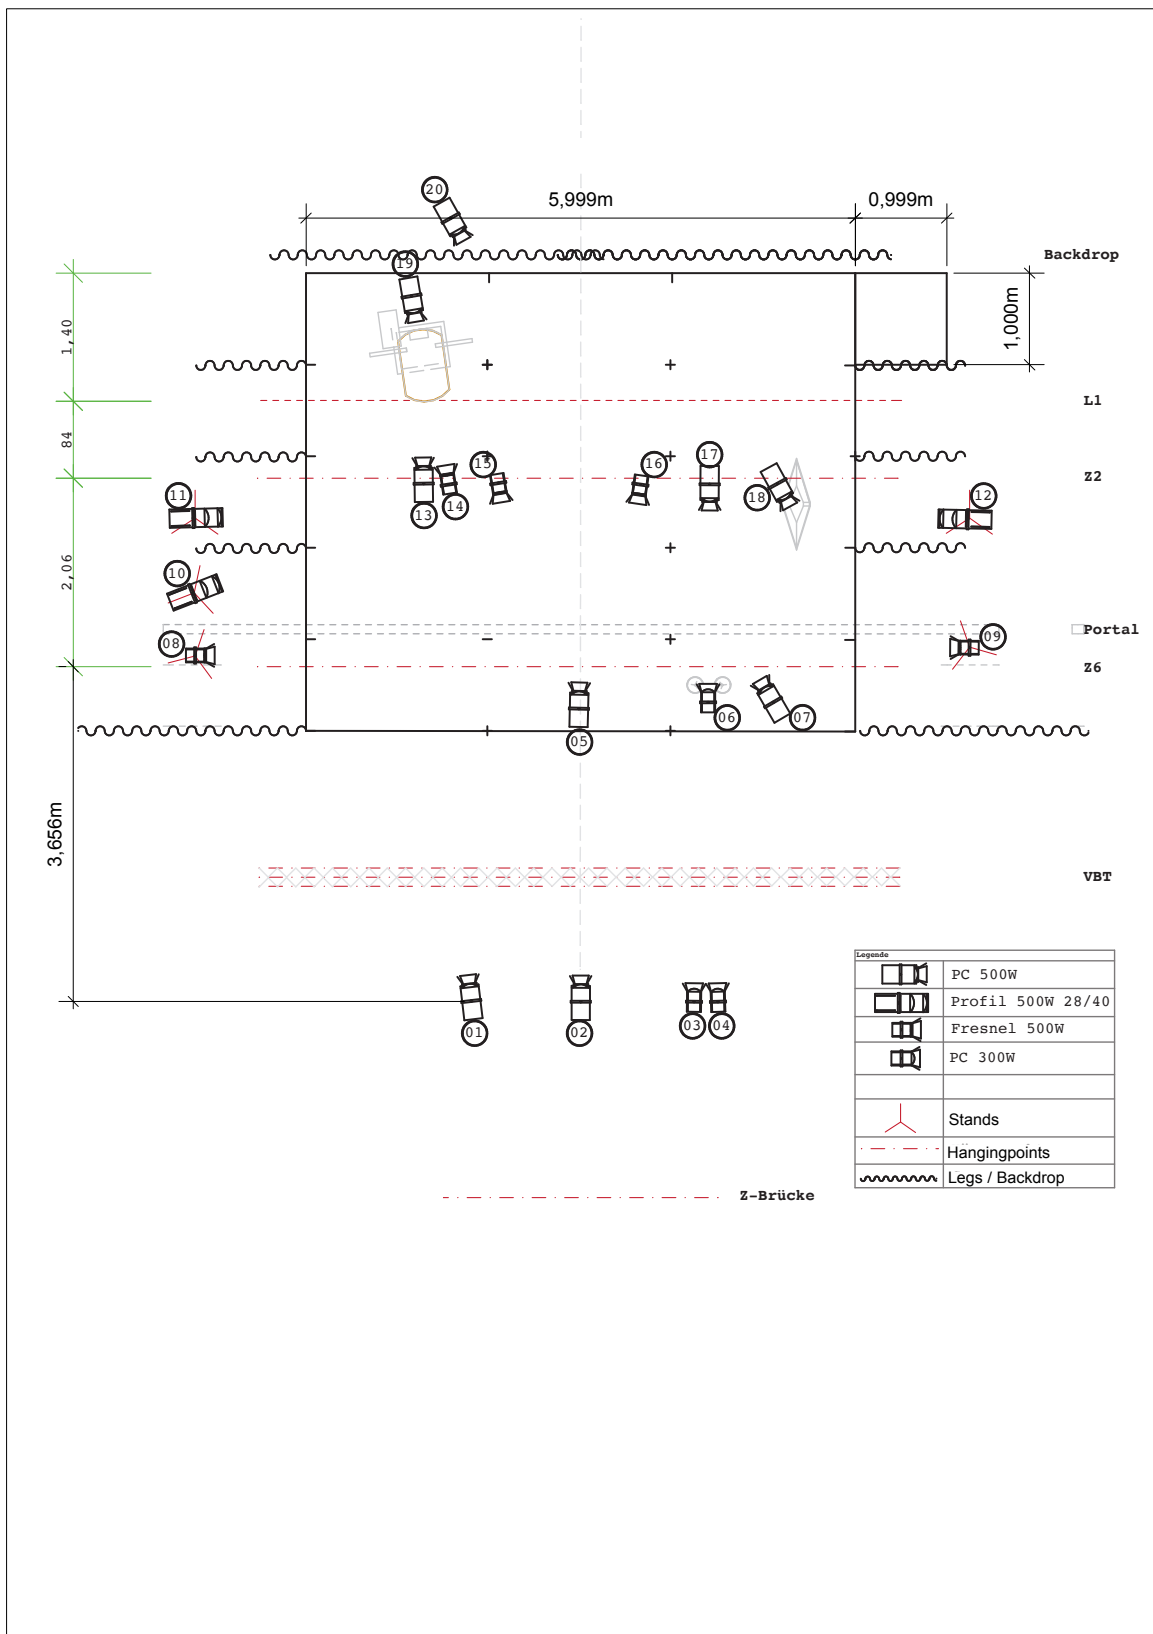 20
5,999m
0,999m
Backdrop
19
1,40
1,000m
L1
84
15
16
17
Z2
11
18
12
14
13
2,06
10
Portal
08
09
Z6
06
07
05
3,656m
VBT
Legende
PC 500W
Profil 500W 28/40
01
02
03
04
Fresnel 500W
PC 300W
Stands
Hangingpoints
Legs / Backdrop
Z-Brücke